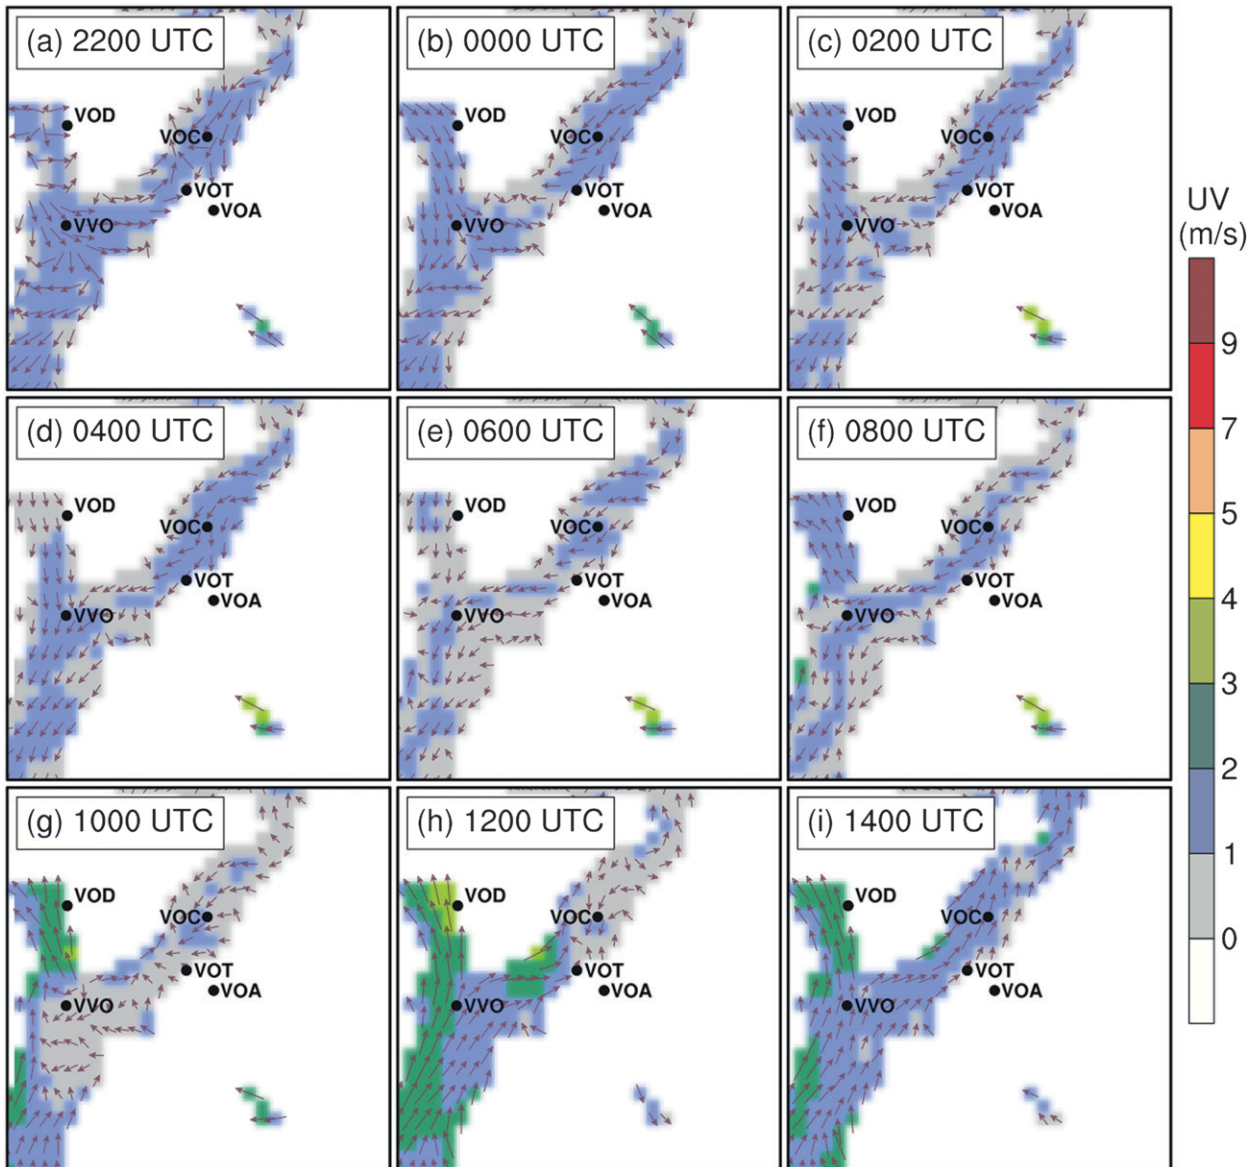 (a) 2200 UTC
VOD
VOC
VOT
VOA
VVO
(b) 0000 UTC
VOD
VOC
VOT
VOA
VVO
(c) 0200 UTC
VOD
VOC
VOT
VOA
VVO
(d) 0400 UTC
VOD
VOC
VOT
VOA
VVO
(e) 0600 UTC
VOD
VOC
VOT
VOA
VVO
(f) 0800 UTC
VOD
VOC
VOT
VOA
VVO
(g) 1000 UTC
VOD
VOC
VOT
VOA
VVO
(h) 1200 UTC
VOD
VOC
VOT
VOA
VVO
(i) 1400 UTC
VOD
VOC
VOT
VOA
VVO
UV
(m/s)
9
7
5
4
3
2
1
0